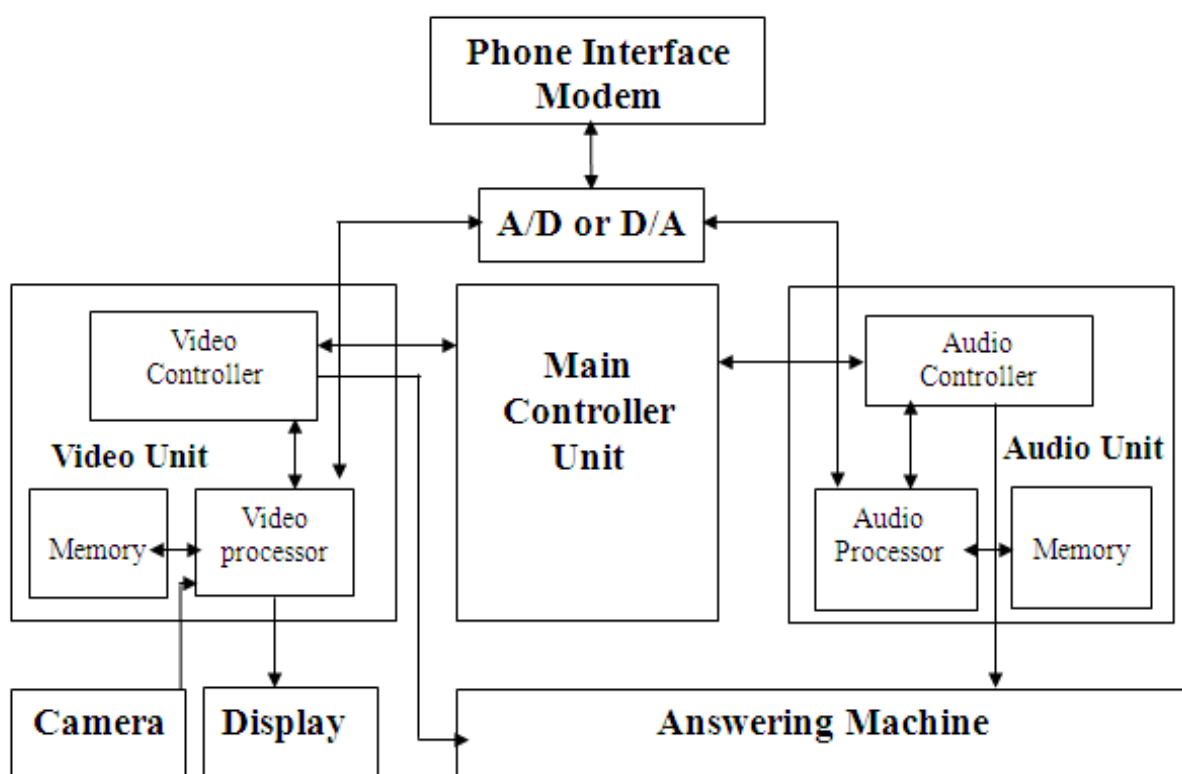 Phone Interface
Modem
A/D or D/A
Video
Controller
Video Unit
Memory
Video
processor
Main
Controller
Unit
Audio
Controller
Audio Unit
Audio
Processor
Memory
Camera
Display
Answering Machine